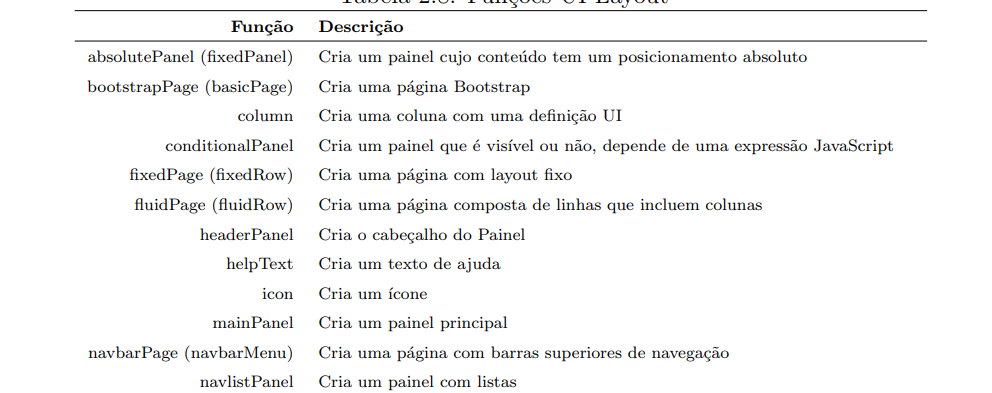 Tabela 2.8: Funções UI Layout
Função Descrição
absolutePanel (fixedPanel) Cria um painel cujo conteúdo tem um posicionamento absoluto
bootstrapPage (basicPage) Cria uma página Bootstrap
column Cria uma coluna com uma definição UI
conditionalPanel Cria um painel que é visível ou não, depende de uma expressão JavaScript
fixedPage (fixedRow) Cria uma página com layout fixo
fluidPage (fluidRow) Cria uma página composta de linhas que incluem colunas
headerPanel Cria o cabeçalho do Painel
helpText Cria um texto de ajuda
icon Cria um ícone
mainPanel Cria um painel principal
navbarPage (navbarMenu) Cria uma página com barras superiores de navegação
navlistPanel Cria um painel com listas